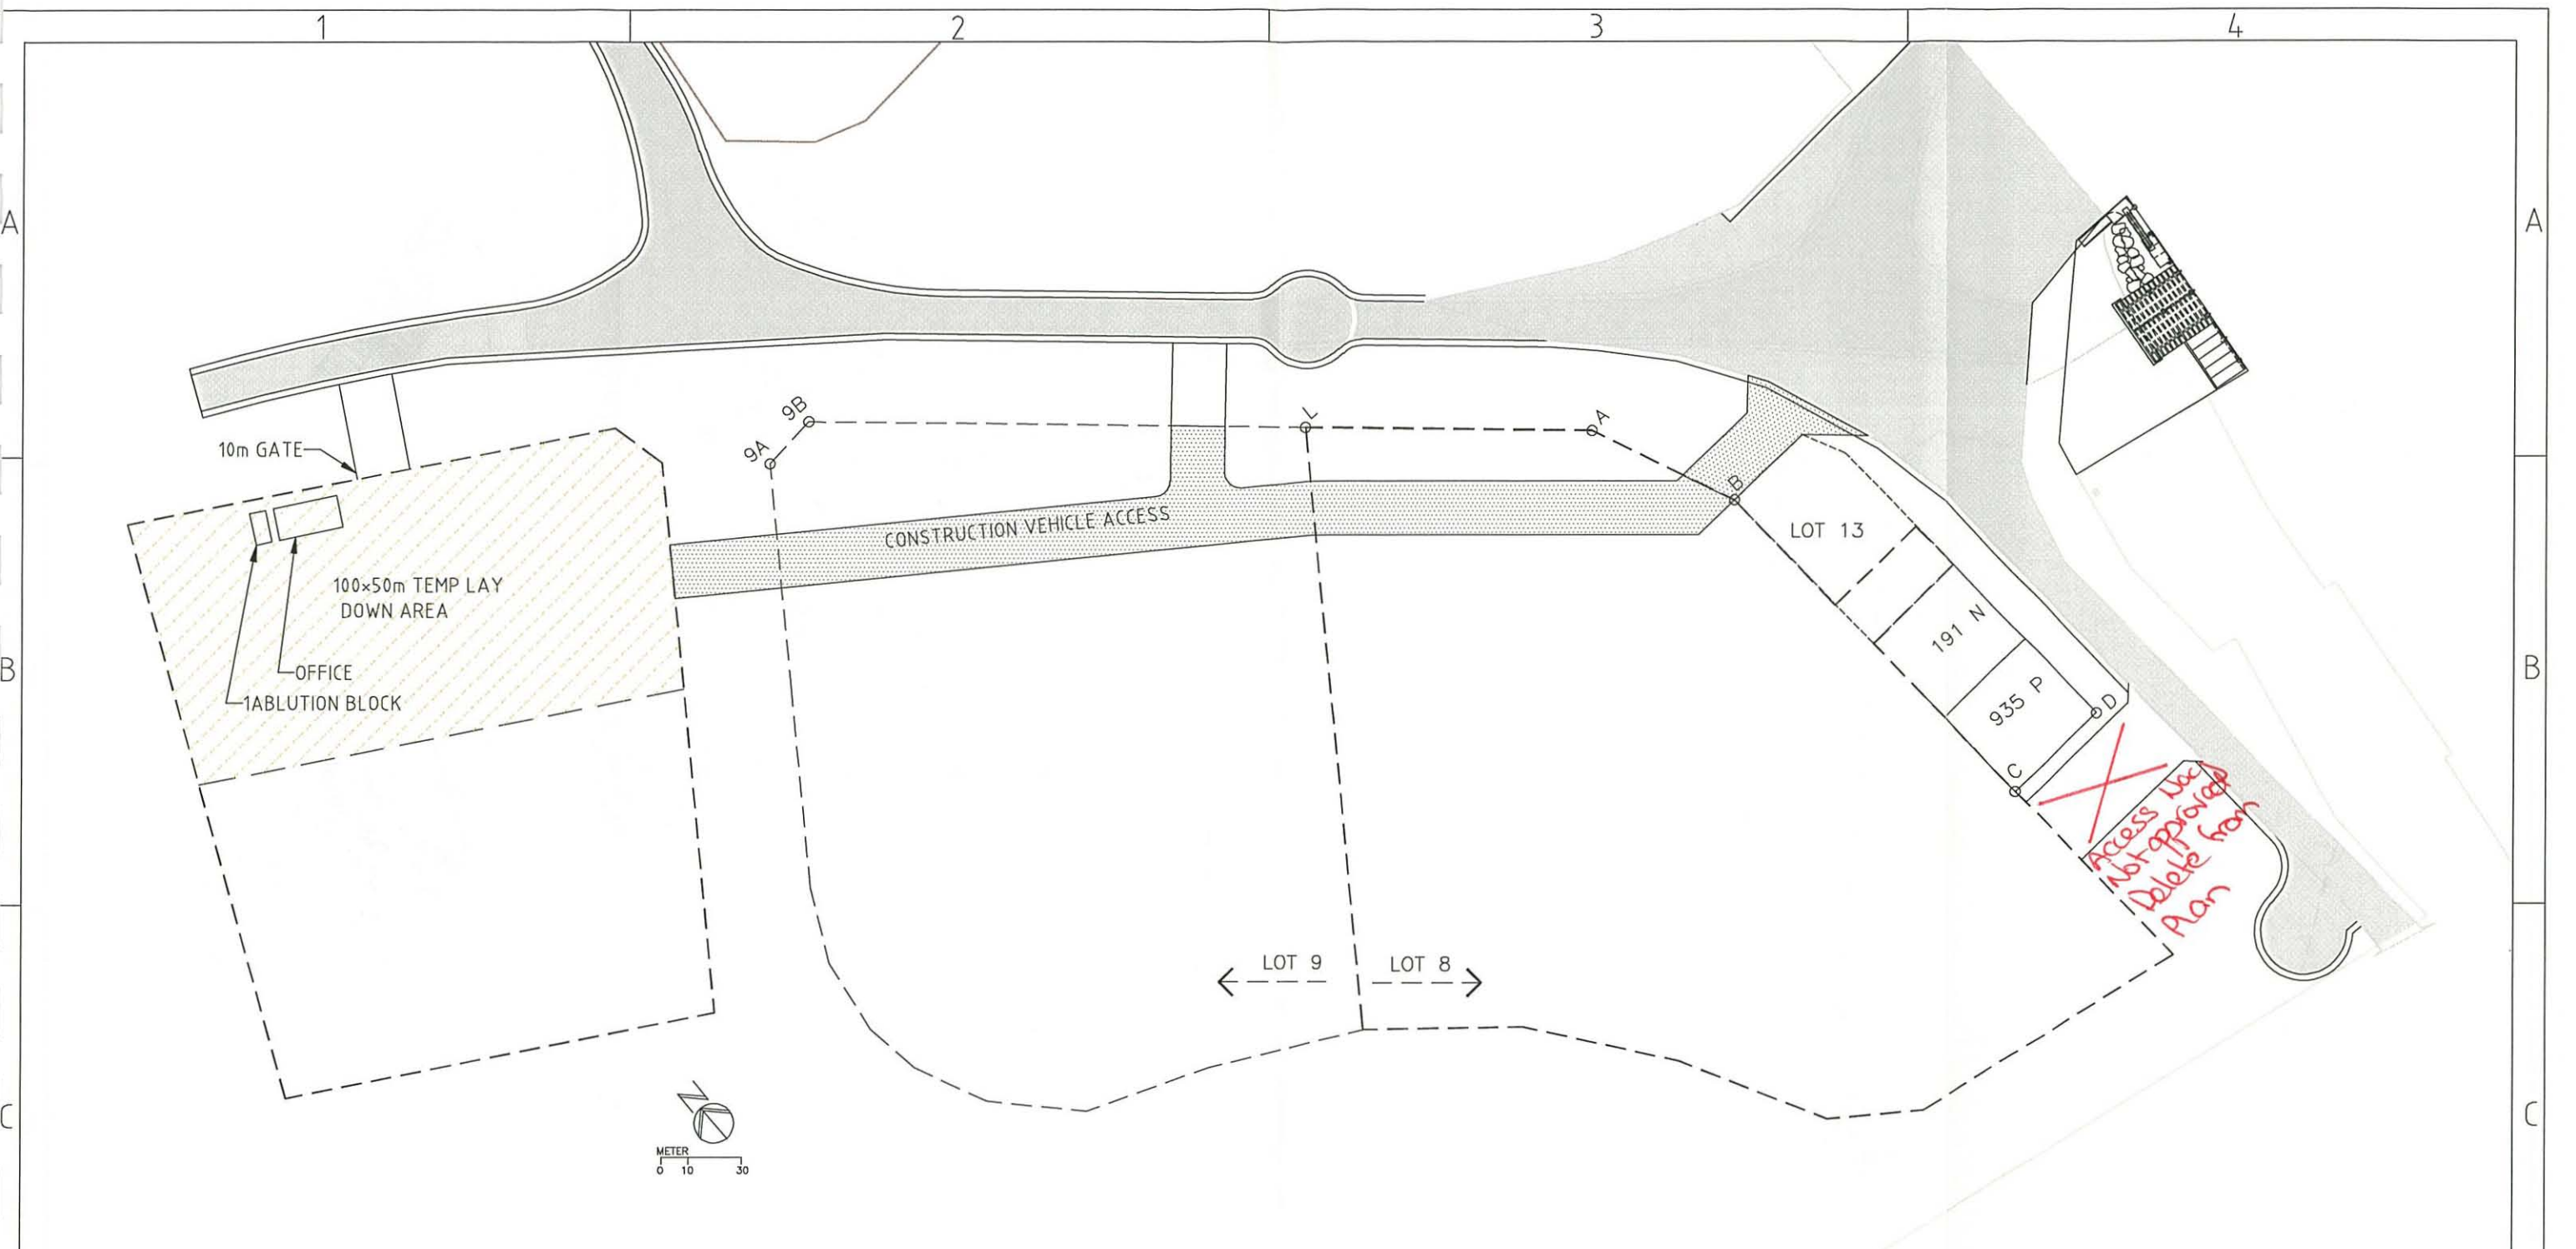 1
2
3
4
A
A
9B
L
A
9A
10m GATE
B
CONSTRUCTION VEHICLE ACCESS
LOT 13
100x50m TEMP LAY
DOWN AREA
191 N
OFFICE
1ABLUTION BLOCK
935 P
D
C
B
B
Access
Not approved
Delete from
Plan
LOT 9
LOT 8
N
METER
0 10 30
C
C